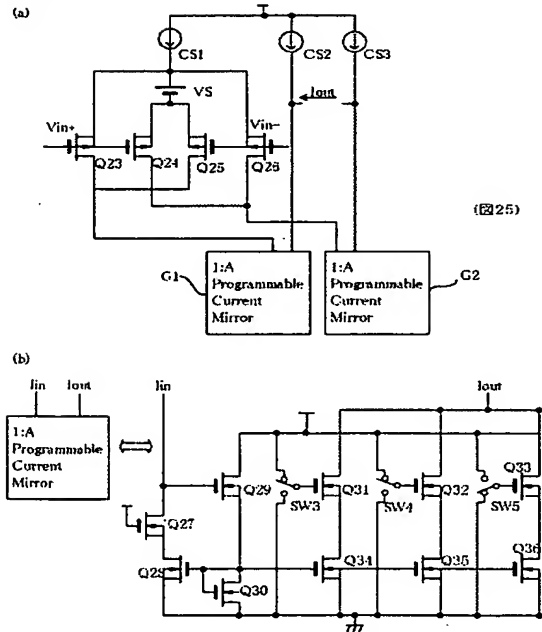 (a)
CS1
CS2
CS3
VS
Iout
Vin+
Vin-
Q23
Q24
Q25
Q26
(図25)
G1
1:A
Programmable
Current
Mirror
1:A
Programmable
Current
Mirror
G2
(b)
Iin
Iout
Iin
Iout
1:A
Programmable
Current
Mirror
Q27
Q29
SW3
Q31
SW4
Q32
SW5
Q33
Q28
Q30
Q34
Q35
Q36